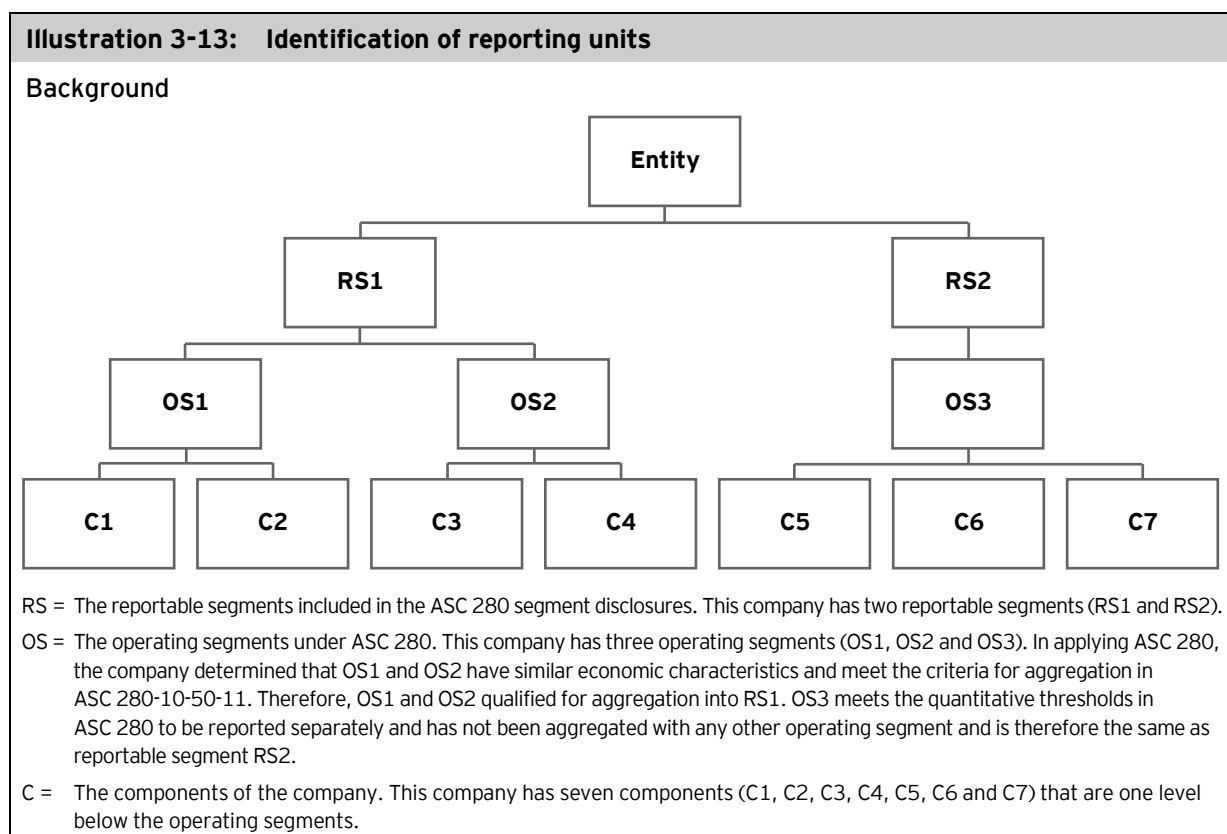 Illustration 3-13: Identification of reporting units
Background
Entity
RS1
RS2
OS1
OS2
OS3
C1
C2
C3
C4
C5
C6
C7
RS = The reportable segments included in the ASC 280 segment disclosures. This company has two reportable segments (RS1 and RS2).
OS = The operating segments under ASC 280. This company has three operating segments (OS1, OS2 and OS3). In applying ASC 280,
the company determined that OS1 and OS2 have similar economic characteristics and meet the criteria for aggregation in
ASC 280-10-50-11. Therefore, OS1 and OS2 qualified for aggregation into RS1. OS3 meets the quantitative thresholds in
ASC 280 to be reported separately and has not been aggregated with any other operating segment and is therefore the same as
reportable segment RS2.
C = The components of the company. This company has seven components (C1, C2, C3, C4, C5, C6 and C7) that are one level
below the operating segments.